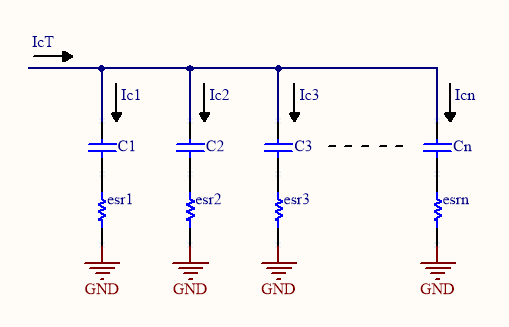 IcT
Ic1 Ic2 Ic3 Icn
C1 C2 C3 Cn
esr1 esr2 esr3 esrn
GND GND GND GND